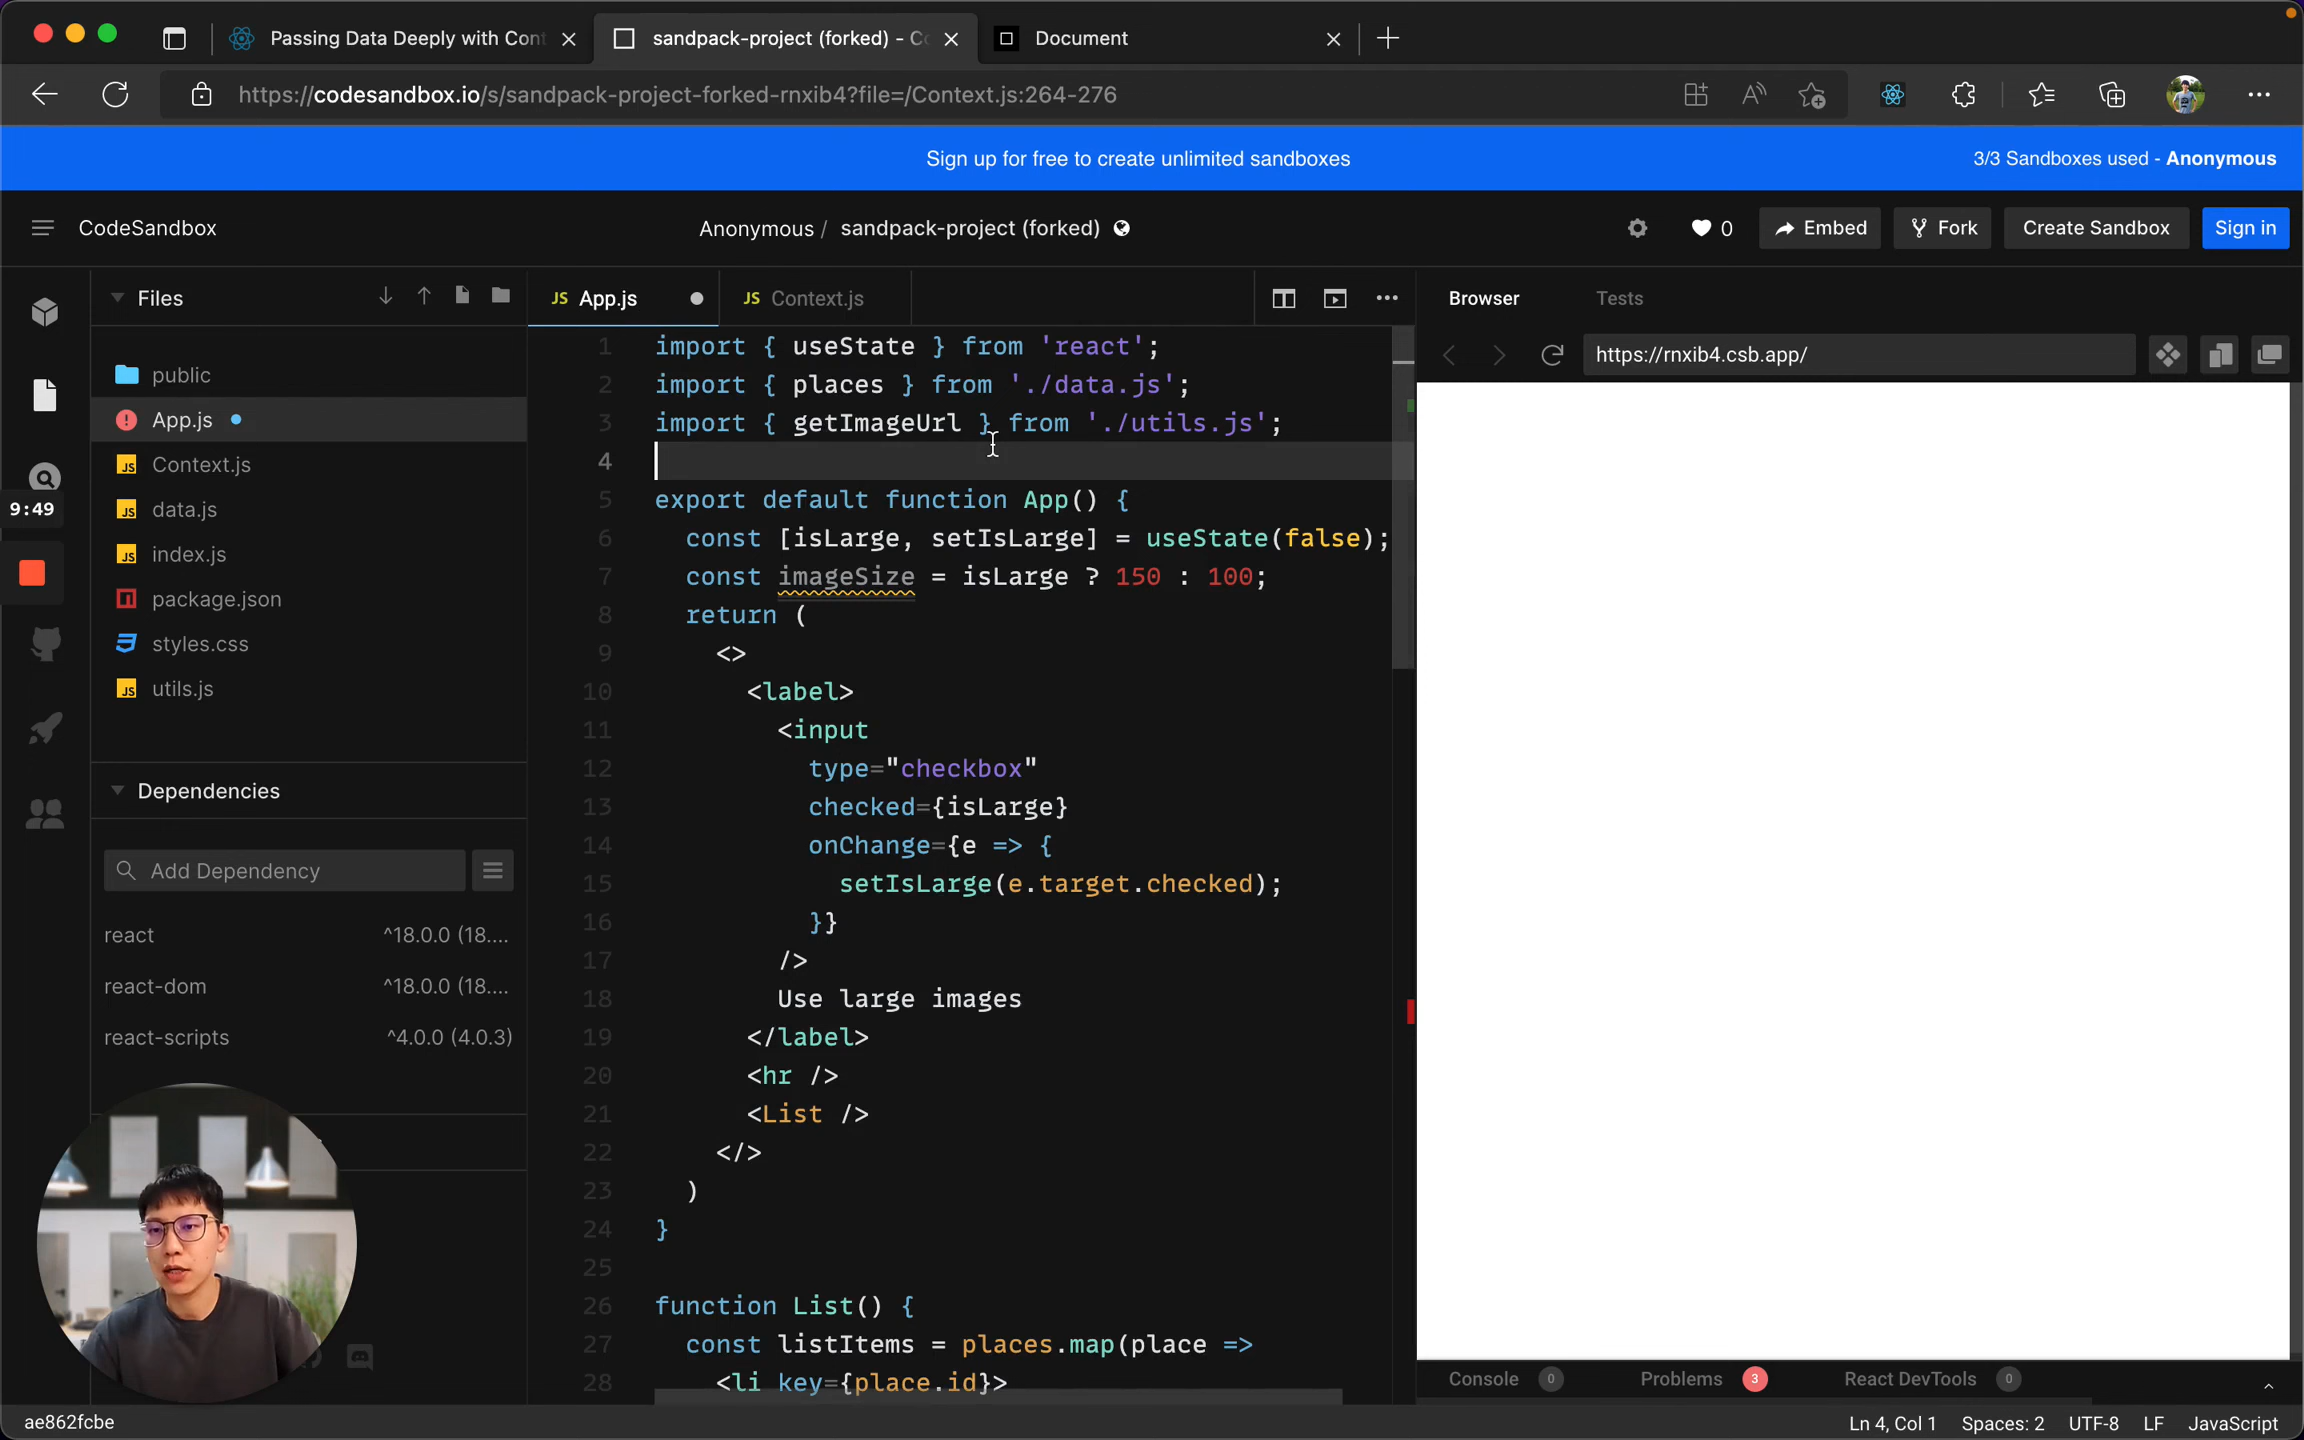 Passing Data Deeply with Cont
sandpack-project (forked) - Co
Document
https://codesandbox.io/s/sandpack-project-forked-rnxib4?file=/Context.js:264-276
Sign up for free to create unlimited sandboxes
3/3 Sandboxes used - Anonymous
CodeSandbox
Anonymous / sandpack-project (forked)
0
Embed
Fork
Create Sandbox
Sign in
Files
JS App.js
JS Context.js
Browser
Tests
https://rnxib4.csb.app/
public
App.js
JS Context.js
JS data.js
JS index.js
package.json
styles.css
JS utils.js
9:49
Dependencies
Add Dependency
react ^18.0.0 (18....
react-dom ^18.0.0 (18....
react-scripts ^4.0.0 (4.0.3)
1 import { useState } from 'react';
2 import { places } from './data.js';
3 import { getImageUrl } from './utils.js';
4
5 export default function App() {
6 const [isLarge, setIsLarge] = useState(false);
7 const imageSize = isLarge ? 150 : 100;
8 return (
9 <>
10 <label>
11 <input
12 type="checkbox"
13 checked={isLarge}
14 onChange={e => {
15 setIsLarge(e.target.checked);
16 }}
17 />
18 Use large images
19 </label>
20 <hr />
21 <List />
22 </>
23 )
24 }
25
26 function List() {
27 const listItems = places.map(place =>
28 <li key={place.id}>
Console 0
Problems 3
React DevTools 0
ae862fcbe
Ln 4, Col 1
Spaces: 2
UTF-8
LF
JavaScript